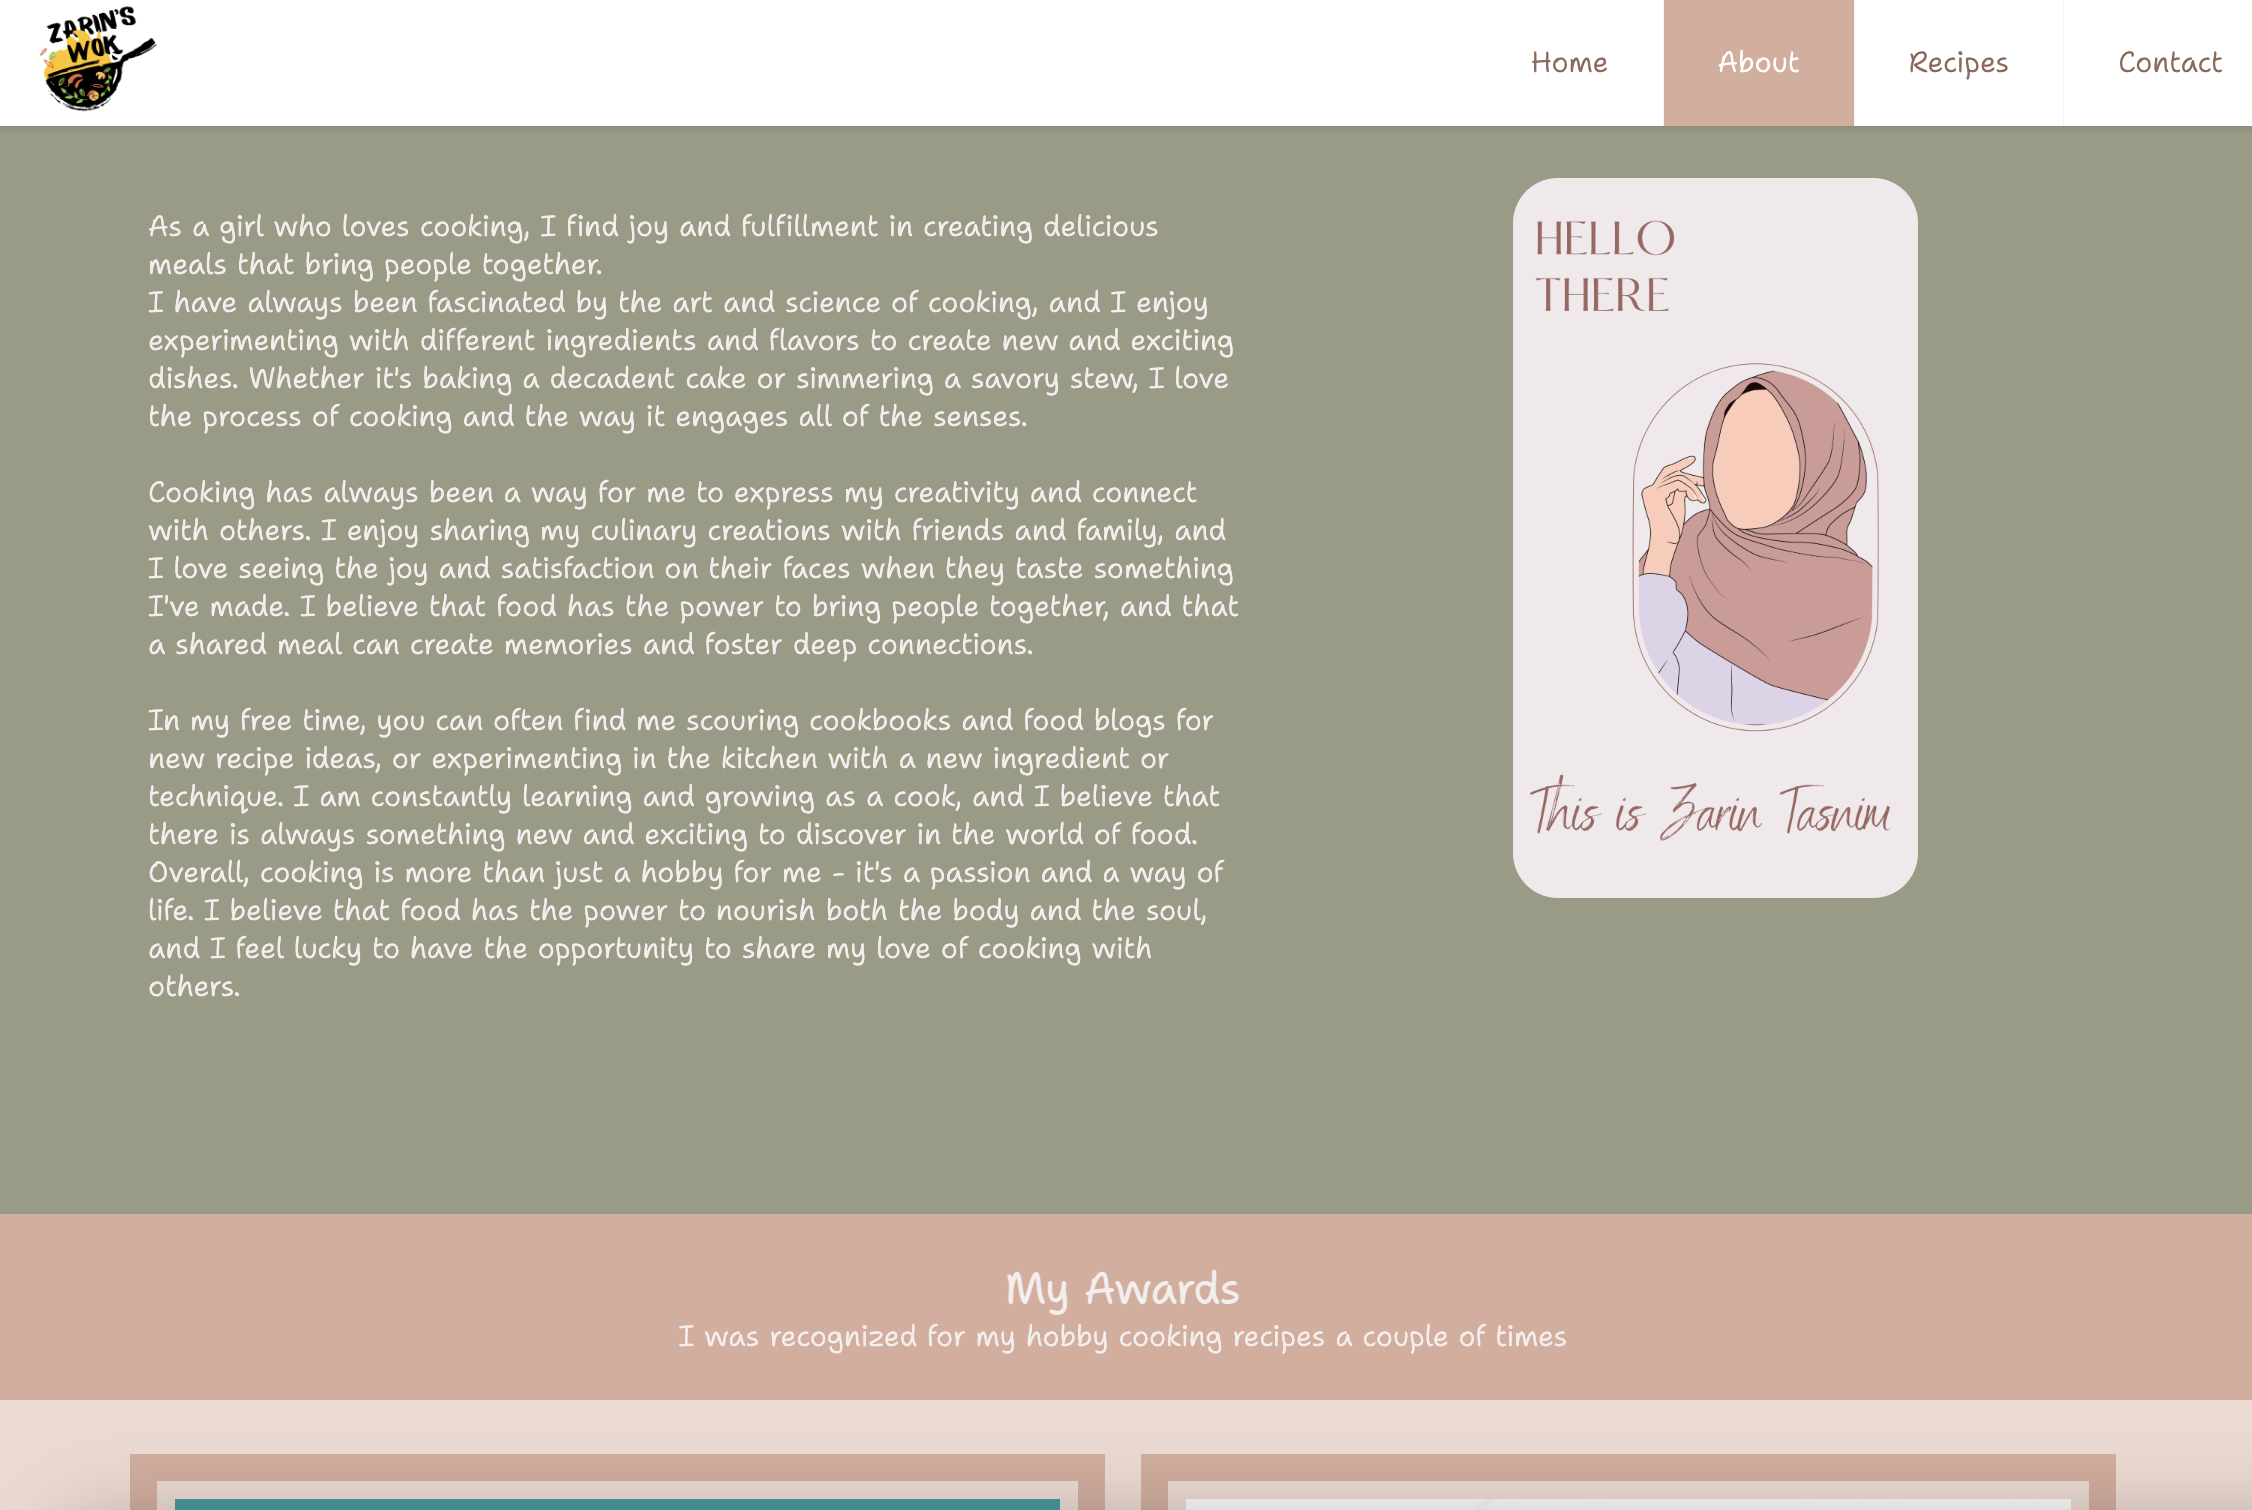 ZARIN'S
WOK
Home
About
Recipes
Contact
As a girl who loves cooking, I find joy and fulfillment in creating delicious
meals that bring people together.
I have always been fascinated by the art and science of cooking, and I enjoy
experimenting with different ingredients and flavors to create new and exciting
dishes. Whether it's baking a decadent cake or simmering a savory stew, I love
the process of cooking and the way it engages all of the senses.
Cooking has always been a way for me to express my creativity and connect
with others. I enjoy sharing my culinary creations with friends and family, and
I love seeing the joy and satisfaction on their faces when they taste something
I've made. I believe that food has the power to bring people together, and that
a shared meal can create memories and foster deep connections.
In my free time, you can often find me scouring cookbooks and food blogs for
new recipe ideas, or experimenting in the kitchen with a new ingredient or
technique. I am constantly learning and growing as a cook, and I believe that
there is always something new and exciting to discover in the world of food.
Overall, cooking is more than just a hobby for me - it's a passion and a way of
life. I believe that food has the power to nourish both the body and the soul,
and I feel lucky to have the opportunity to share my love of cooking with
others.
HELLO
THERE
This is Zarin Tasnim
My Awards
I was recognized for my hobby cooking recipes a couple of times